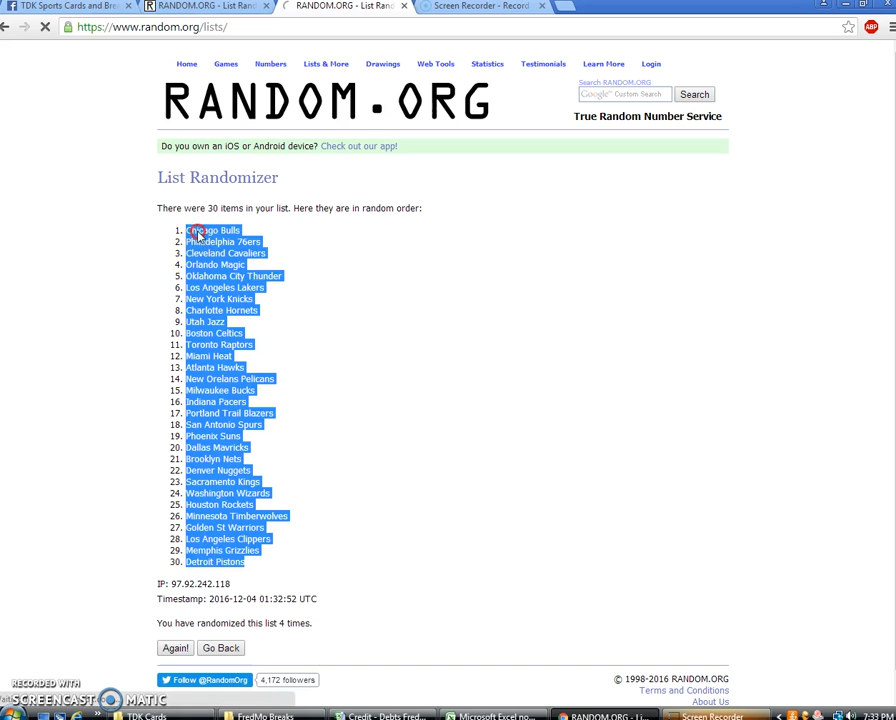 TDK Sports Cards and Bre × RANDOM.ORG - List Rand × RANDOM.ORG - List Rand × Screen Recorder - Record ×
https://www.random.org/lists/ ABP
Home Games Numbers Lists & More Drawings Web Tools Statistics Testimonials Learn More Login
Search RANDOM.ORG
RANDOM.ORG
Google™ Custom Search Search
True Random Number Service
Do you own an iOS or Android device? Check out our app!
List Randomizer
There were 30 items in your list. Here they are in random order:
1. Chicago Bulls
2. Philadelphia 76ers
3. Cleveland Cavaliers
4. Orlando Magic
5. Oklahoma City Thunder
6. Los Angeles Lakers
7. New York Knicks
8. Charlotte Hornets
9. Utah Jazz
10. Boston Celtics
11. Toronto Raptors
12. Miami Heat
13. Atlanta Hawks
14. New Orelans Pelicans
15. Milwaukee Bucks
16. Indiana Pacers
17. Portland Trail Blazers
18. San Antonio Spurs
19. Phoenix Suns
20. Dallas Mavricks
21. Brooklyn Nets
22. Denver Nuggets
23. Sacramento Kings
24. Washington Wizards
25. Houston Rockets
26. Minnesota Timberwolves
27. Golden St Warriors
28. Los Angeles Clippers
29. Memphis Grizzlies
30. Detroit Pistons
IP: 97.92.242.118
Timestamp: 2016-12-04 01:32:52 UTC
You have randomized this list 4 times.
Again! Go Back
Follow @RandomOrg 4,172 followers
© 1998-2016 RANDOM.ORG
Terms and Conditions
About Us
RECORDED WITH
SCREENCAST MATIC
TDK Cards FredMo Breaks Credit - Debts Fred... Microsoft Excel no... RANDOM.ORG - Li... Screen Recorder 7:33 PM